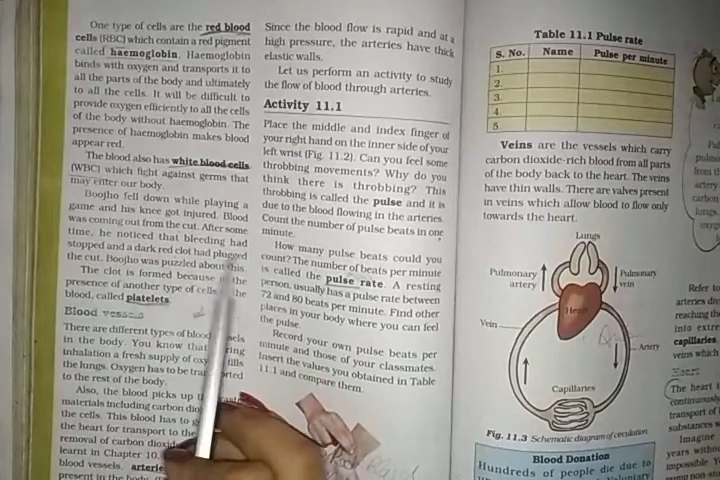 One type of cells are the red blood
cells (RBC) which contain a red pigment
called haemoglobin. Haemoglobin
binds with oxygen and transports it to
all the parts of the body and ultimately
to all the cells. It will be difficult to
provide oxygen efficiently to all the cells
of the body without haemoglobin. The
presence of haemoglobin makes blood
appear red.
The blood also has white blood cells
(WBC) which fight against germs that
may enter our body.
Boojho fell down while playing a
game and his knee got injured. Blood
was coming out from the cut. After some
time, he noticed that bleeding had
stopped and a dark red clot had plugged
the cut. Boojho was puzzled about this.
The clot is formed because the
presence of another type of cells the
blood, called platelets.
Blood vessels
There are different types of blood
in the body. You know that
inhalation a fresh supply of fills
the lungs. Oxygen has to be
to the rest of the body.
Also, the blood picks up
materials including carbon
the cells. This blood has to
the heart for transport to the
removal of carbon
learnt in Chapter 10.
blood vessels,
present in the
Since the blood flow is rapid and at a
high pressure, the arteries have thick
elastic walls.
Let us perform an activity to study
the flow of blood through arteries.
Activity 11.1
Place the middle and index finger of
your right hand on the inner side of your
left wrist (Fig. 11.2). Can you feel some
throbbing movements? Why do you
think there is throbbing? This
throbbing is called the pulse and it is
due to the blood flowing in the arteries.
Count the number of pulse beats in one
minute.
How many pulse beats could you
count? The number of beats per minute
is called the pulse rate. A resting
person, usually has a pulse rate between
72 and 80 beats per minute. Find other
places in your body where you can feel
the pulse.
Record your own pulse beats per
minute and those of your classmates.
Insert the values you obtained in Table
11.1 and compare them.
Table 11.1 Pulse rate
S. No. Name Pulse per minute
1.
2.
3.
4.
5.
Veins are the vessels which carry
carbon dioxide-rich blood from all parts
of the body back to the heart. The veins
have thin walls. There are valves present
in veins which allow blood to flow only
towards the heart.
Lungs
Pulmonary artery
Pulmonary vein
Heart
Vein
Artery
Capillaries
Fig. 11.3 Schematic diagram of circulation
Blood Donation
Hundreds of people die due to
from th
artery
carbon
lungs.
Refer to
arteries
reaching
into
capillaries
veins which
Heart
The heart
continuously
transport of
substances
Imagine
years
impossible